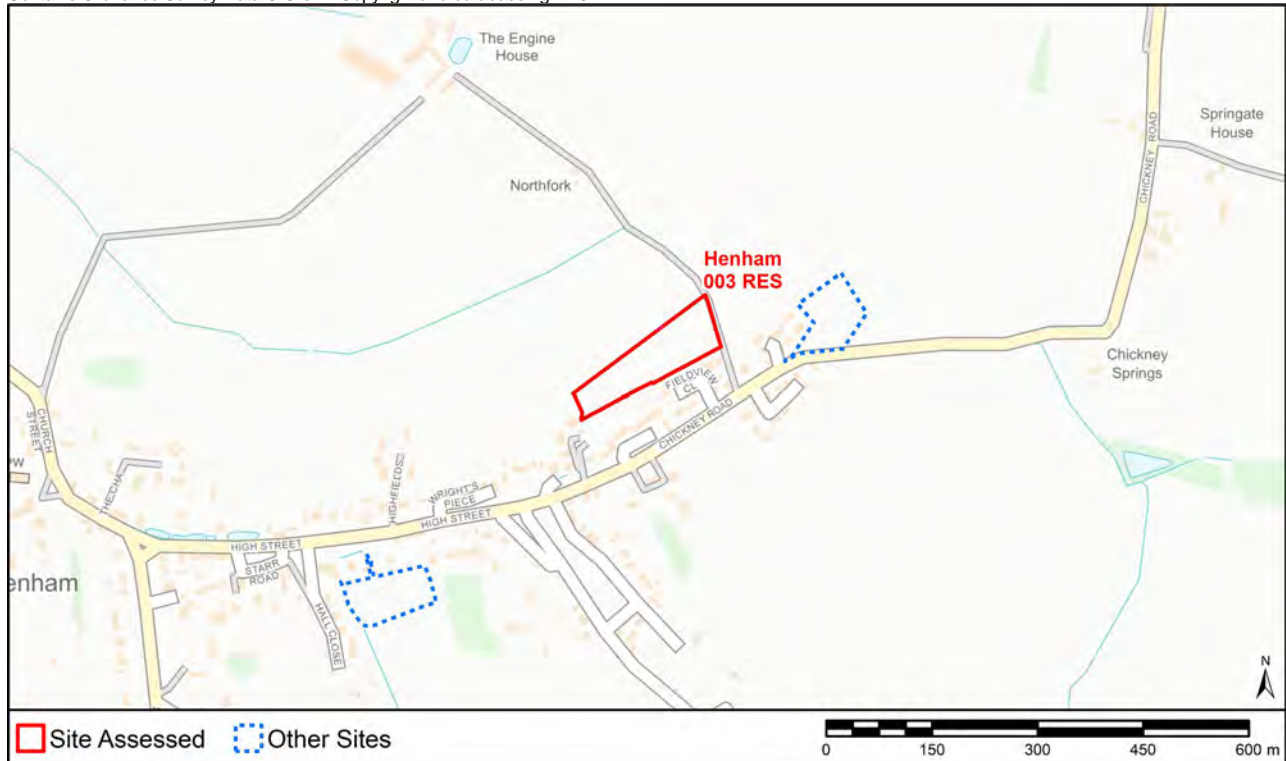 The Engine
House
Springate
House
CHICKNEY ROAD
Northfork
Henham
003 RES
Chickney
Springs
FIELDVIEW
CL
CHICKNEY ROAD
CHURCH
STREET
THECHA
HIGHFIELDS
WRIGHT'S
PIECE
HIGH STREET
HIGH STREET
STARR
ROAD
HALL CLOSE
enham
N
Site Assessed
Other Sites
0 150 300 450 600 m